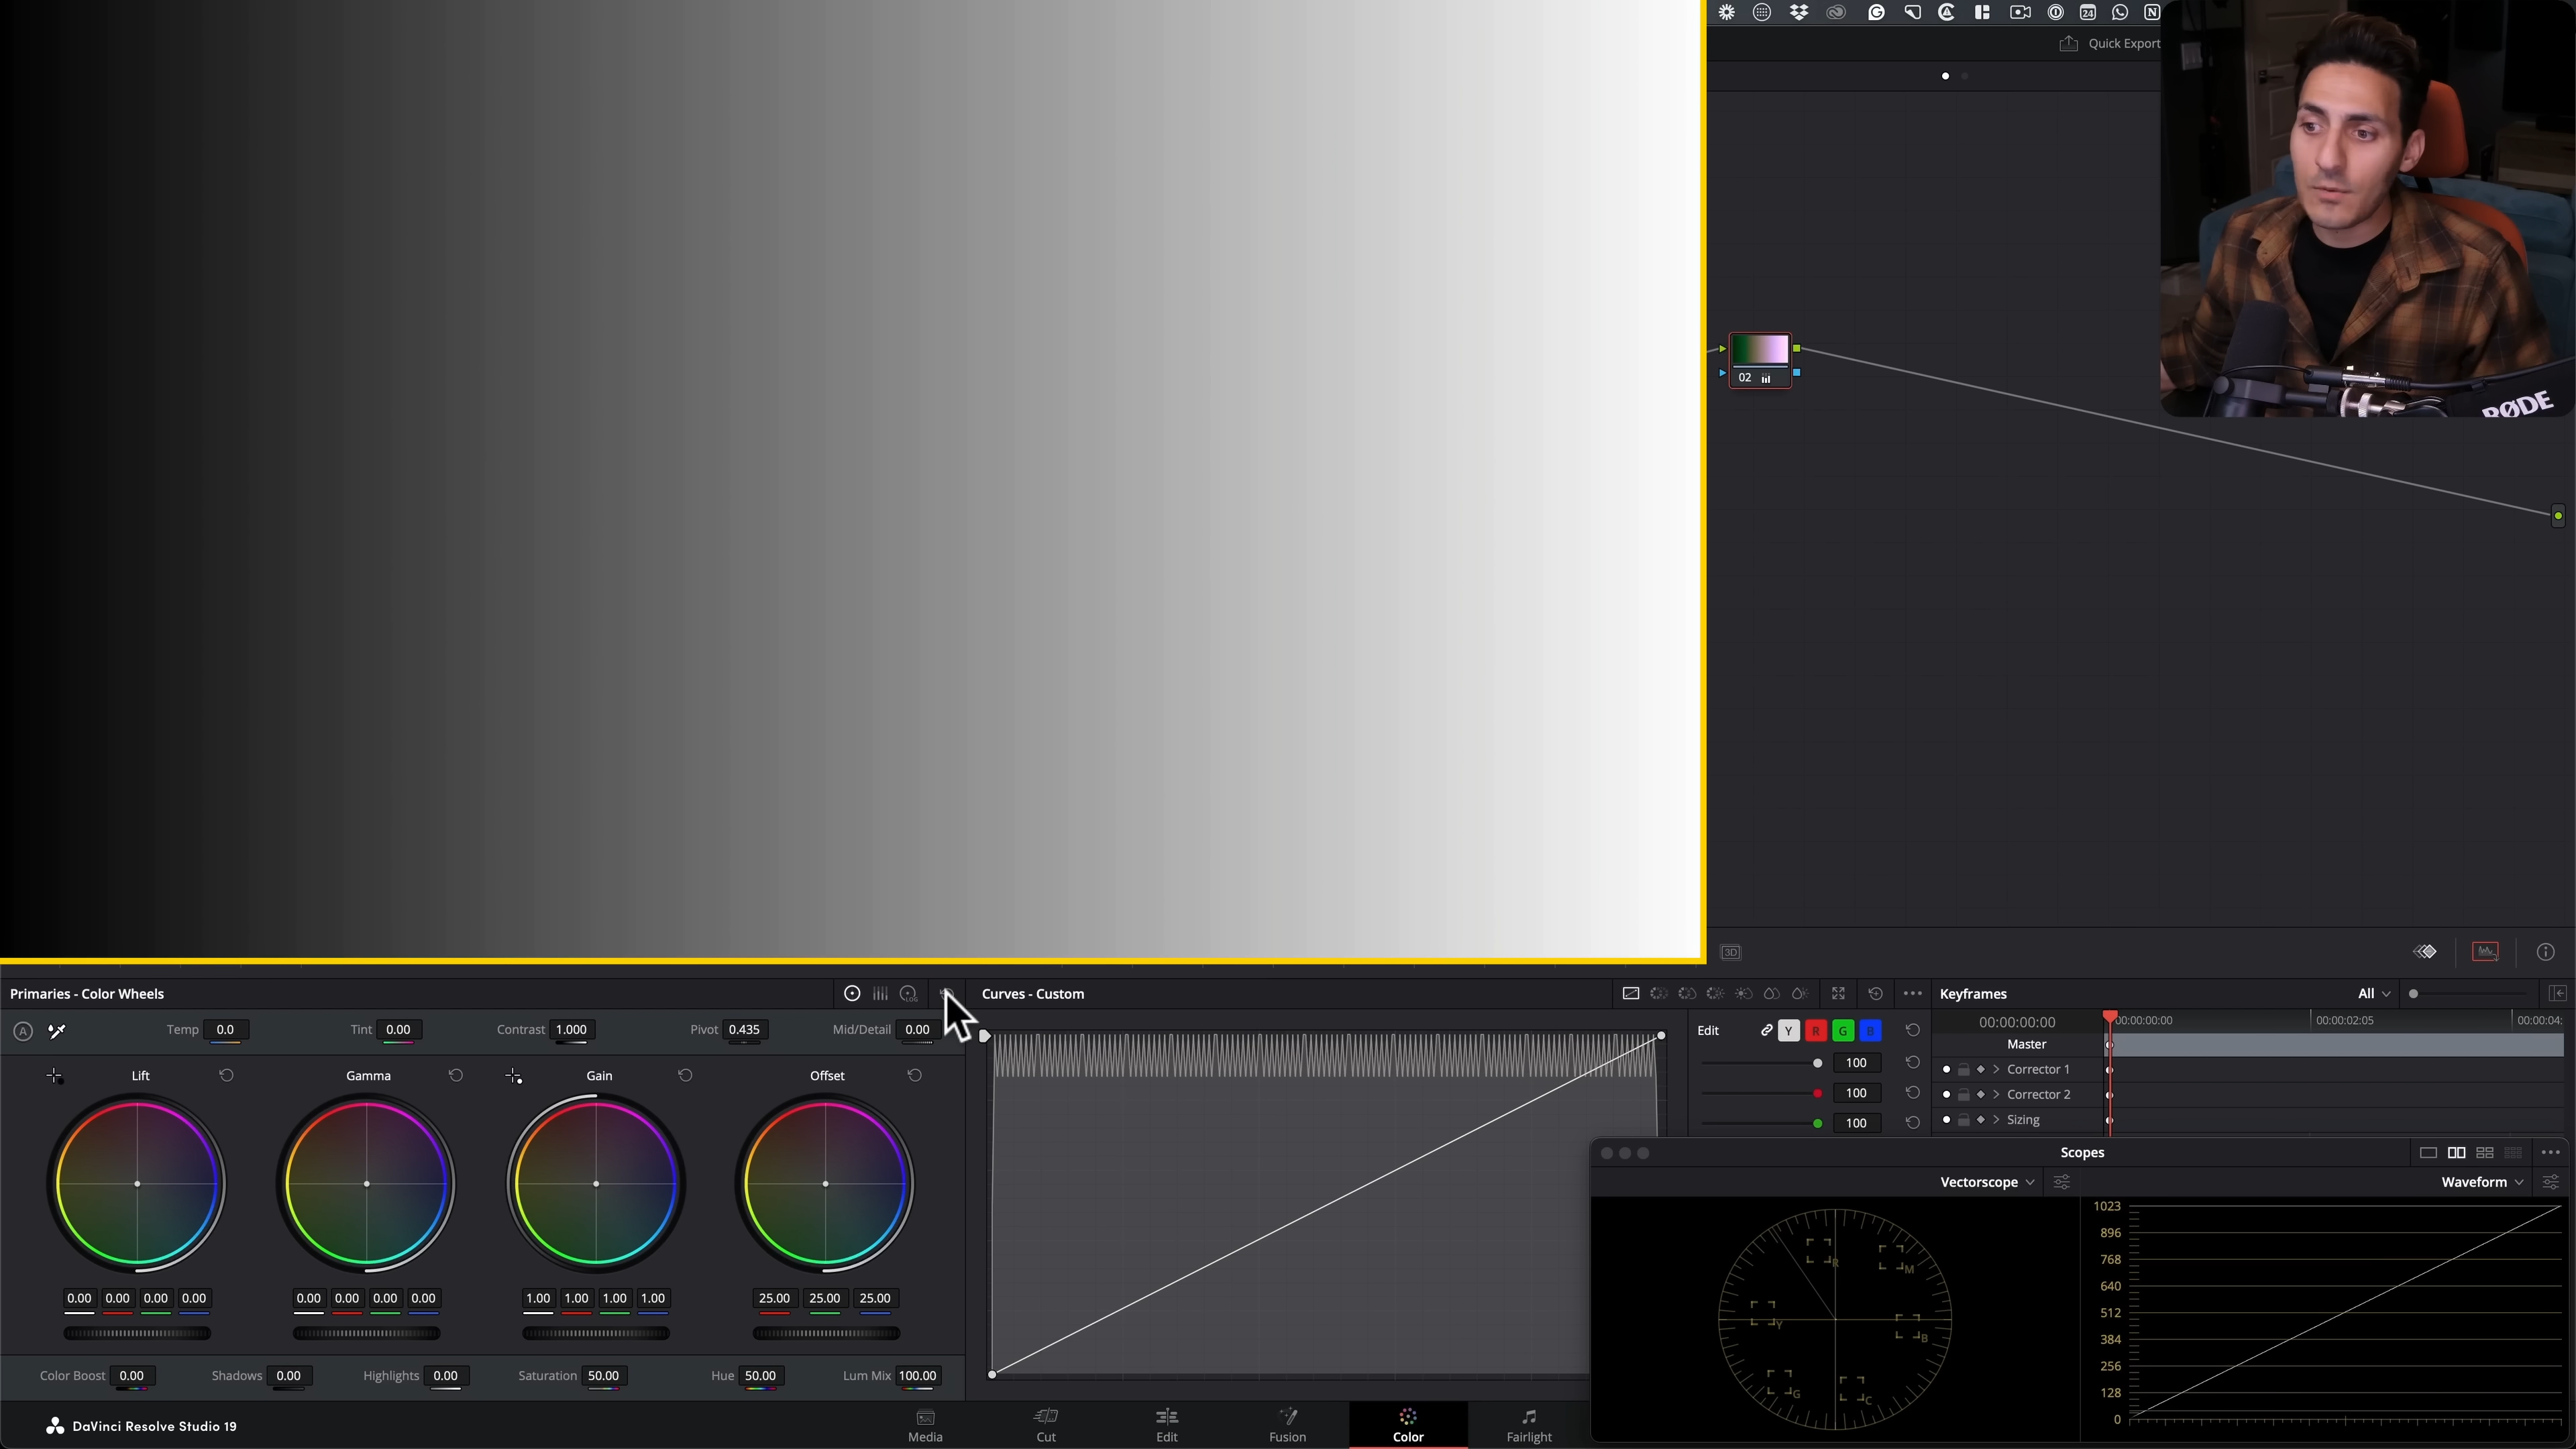 24
N
Quick Export
RØDE
02
3D
Primaries - Color Wheels
LOG
Curves - Custom
Keyframes
All
A
Temp 0.0
Tint 0.00
Contrast 1.000
Pivot 0.435
Mid/Detail 0.00
Edit
Y R G B
00:00:00:00
00:00:00:00
00:00:02:05
00:00:04:
Master
100
Corrector 1
100
Corrector 2
100
Sizing
Lift
Gamma
Gain
Offset
0.00 0.00 0.00 0.00
0.00 0.00 0.00 0.00
1.00 1.00 1.00 1.00
25.00 25.00 25.00
Color Boost 0.00
Shadows 0.00
Highlights 0.00
Saturation 50.00
Hue 50.00
Lum Mix 100.00
Scopes
Vectorscope
Waveform
R
M
Y
B
G
C
1023
896
768
640
512
384
256
128
0
DaVinci Resolve Studio 19
Media
Cut
Edit
Fusion
Color
Fairlight